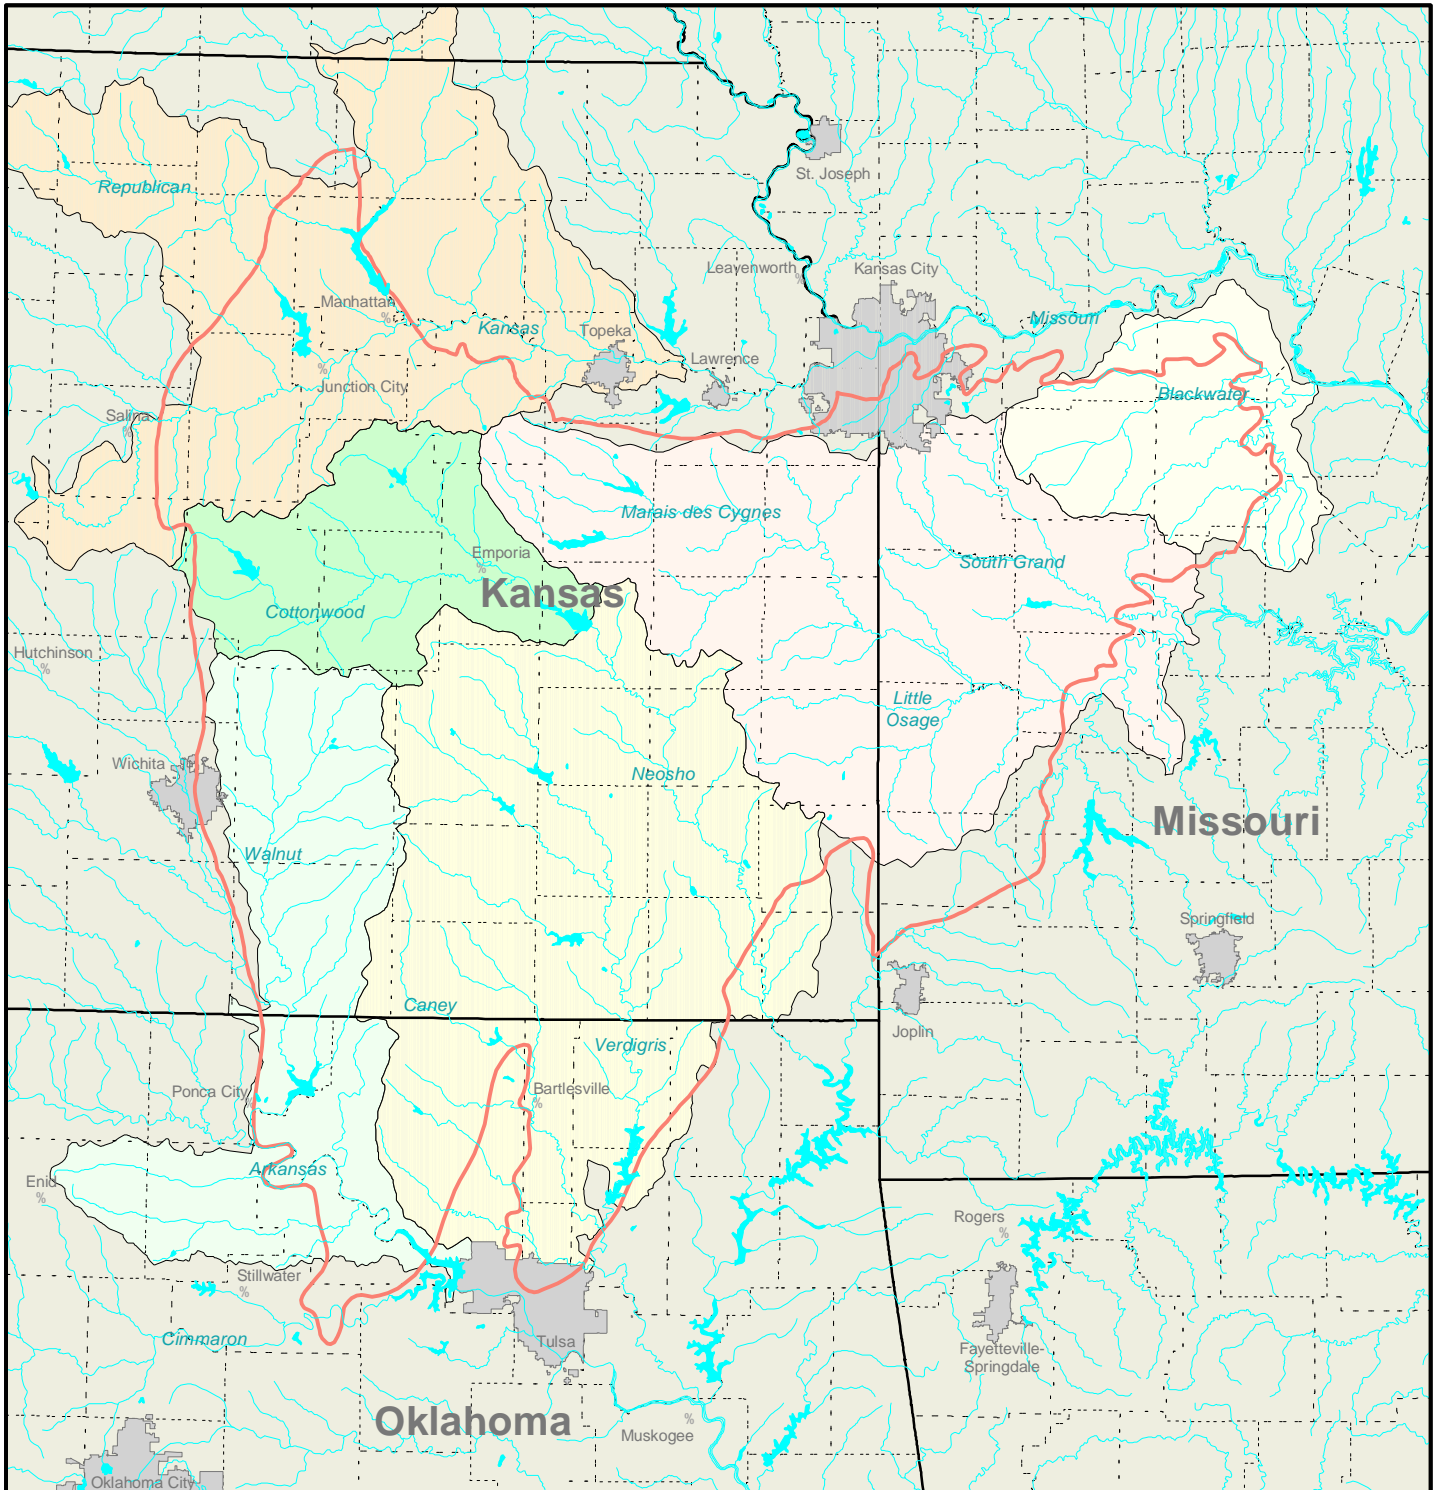 St. Joseph
Republican
Leavenworth
%
Kansas City
Manhattan
%
Kansas
Topeka
Missouri
Lawrence
%
Junction City
Blackwater
Salina
%
Marais des Cygnes
Emporia
%
South Grand
Kansas
Cottonwood
Hutchinson
%
Little
Osage
Wichita
Neosho
Missouri
Walnut
Springfield
Caney
Joplin
Verdigris
Ponca City
%
Bartlesville
%
Arkansas
Enid
%
Rogers
%
Stillwater
%
Cimmaron
Tulsa
Fayetteville-
Springdale
Oklahoma
%
Muskogee
Oklahoma City